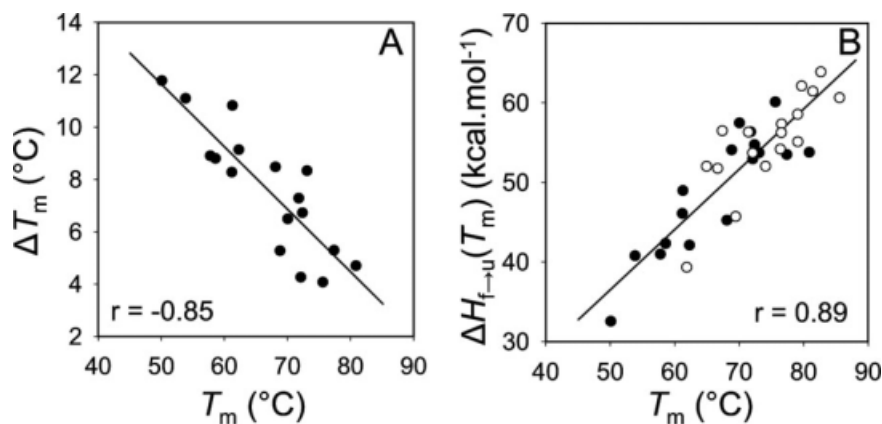 A
14
12
10
8
6
4
2
ΔTm (°C)
r = -0.85
40 50 60 70 80 90
Tm (°C)
B
70
60
50
40
30
ΔHf→u(Tm) (kcal.mol-1)
r = 0.89
40 50 60 70 80 90
Tm (°C)